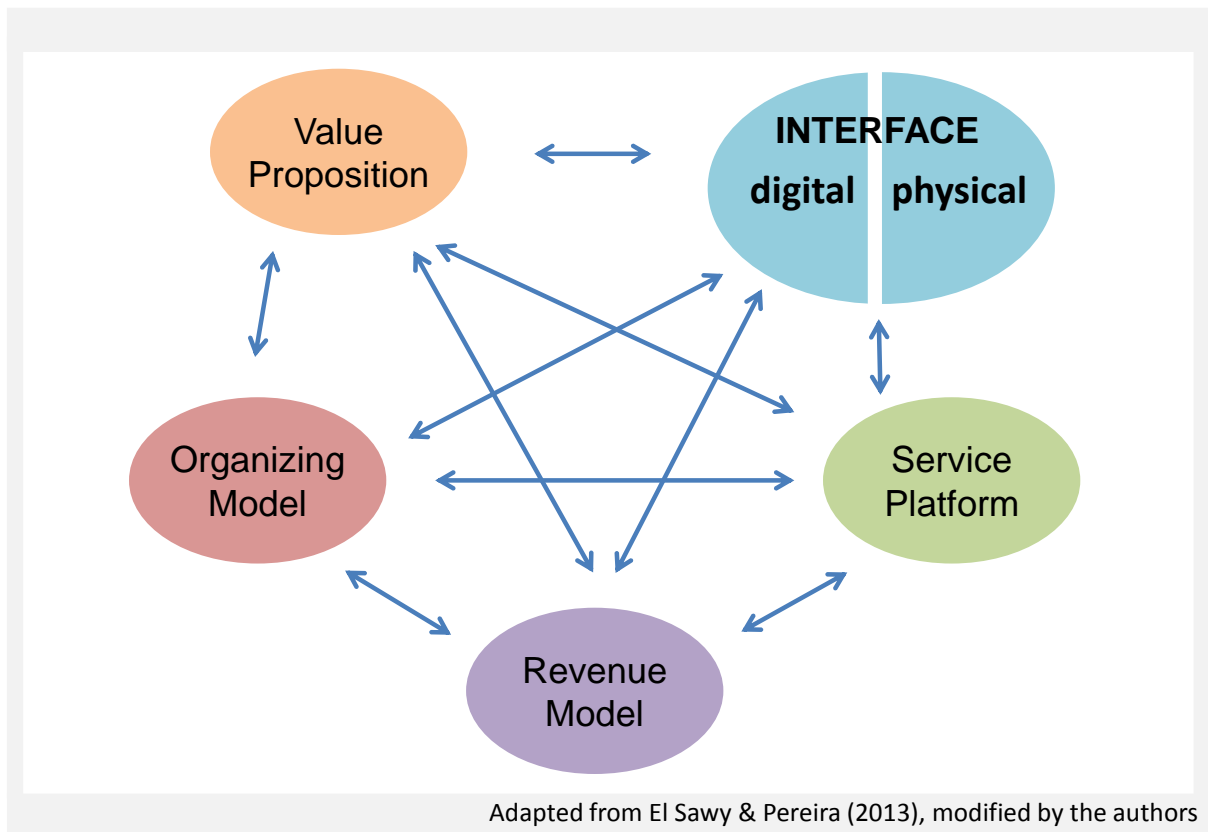 Value
Proposition
INTERFACE
digital physical
Organizing
Model
Service
Platform
Revenue
Model
Adapted from El Sawy & Pereira (2013), modified by the authors